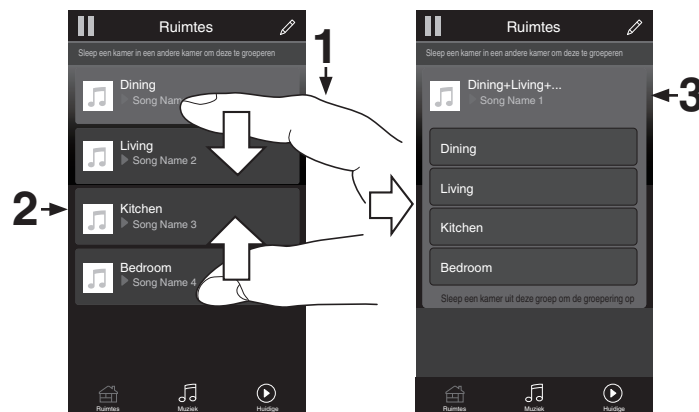 Ruimtes
Sleep een kamer in een andere kamer om deze te groeperen
1
Dining
Song Nam
Living
Song Name 2
2
Kitchen
Song Name 3
Bedroom
Song Name 4
Ruimtes
Muziek
Huidige
Ruimtes
Sleep een kamer in een andere kamer om deze te groeperen
Dining+Living+...
Song Name 1
3
Dining
Living
Kitchen
Bedroom
Sleep een kamer uit deze groep om de groepering op
Ruimtes
Muziek
Huidige